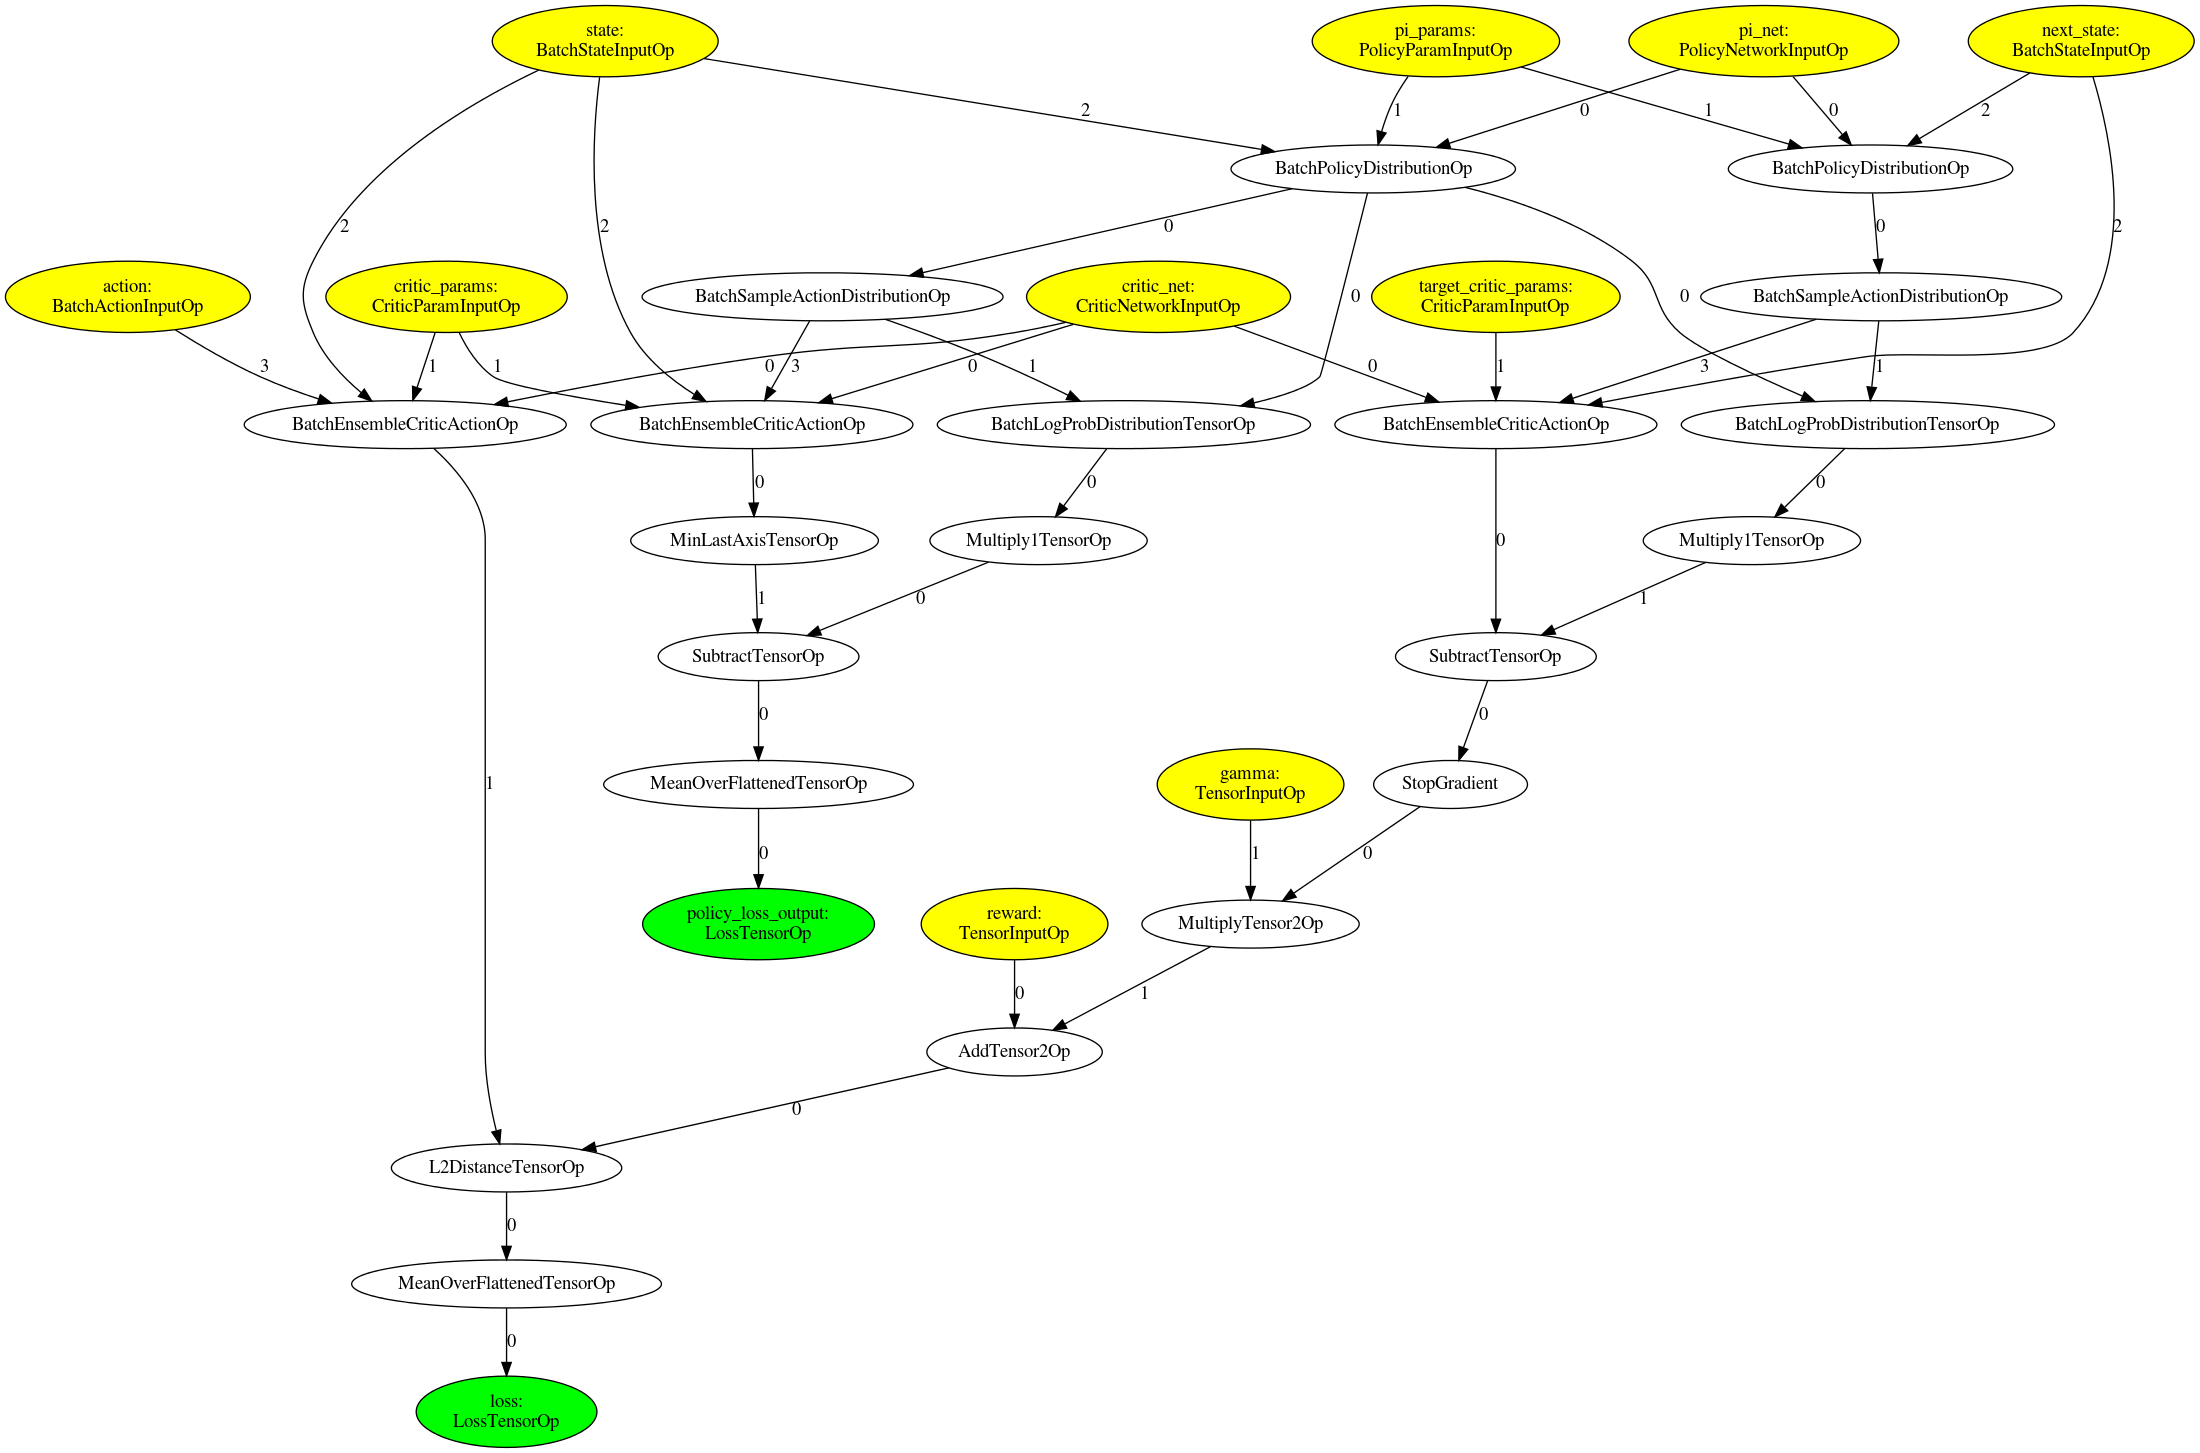 state:
BatchStateInputOp
pi_params:
PolicyParamInputOp
pi_net:
PolicyNetworkInputOp
next_state:
BatchStateInputOp
2
1
0
1
0
2
BatchPolicyDistributionOp
BatchPolicyDistributionOp
2
2
0
0
2
action:
BatchActionInputOp
critic_params:
CriticParamInputOp
BatchSampleActionDistributionOp
critic_net:
CriticNetworkInputOp
0
target_critic_params:
CriticParamInputOp
0
BatchSampleActionDistributionOp
3
1
1
0
3
0
1
0
1
3
1
BatchEnsembleCriticActionOp
BatchEnsembleCriticActionOp
BatchLogProbDistributionTensorOp
BatchEnsembleCriticActionOp
BatchLogProbDistributionTensorOp
0
0
0
MinLastAxisTensorOp
Multiply1TensorOp
0
Multiply1TensorOp
1
0
1
SubtractTensorOp
SubtractTensorOp
0
0
1
MeanOverFlattenedTensorOp
gamma:
TensorInputOp
StopGradient
0
1
0
policy_loss_output:
LossTensorOp
reward:
TensorInputOp
MultiplyTensor2Op
0
1
AddTensor2Op
0
L2DistanceTensorOp
0
MeanOverFlattenedTensorOp
0
loss:
LossTensorOp